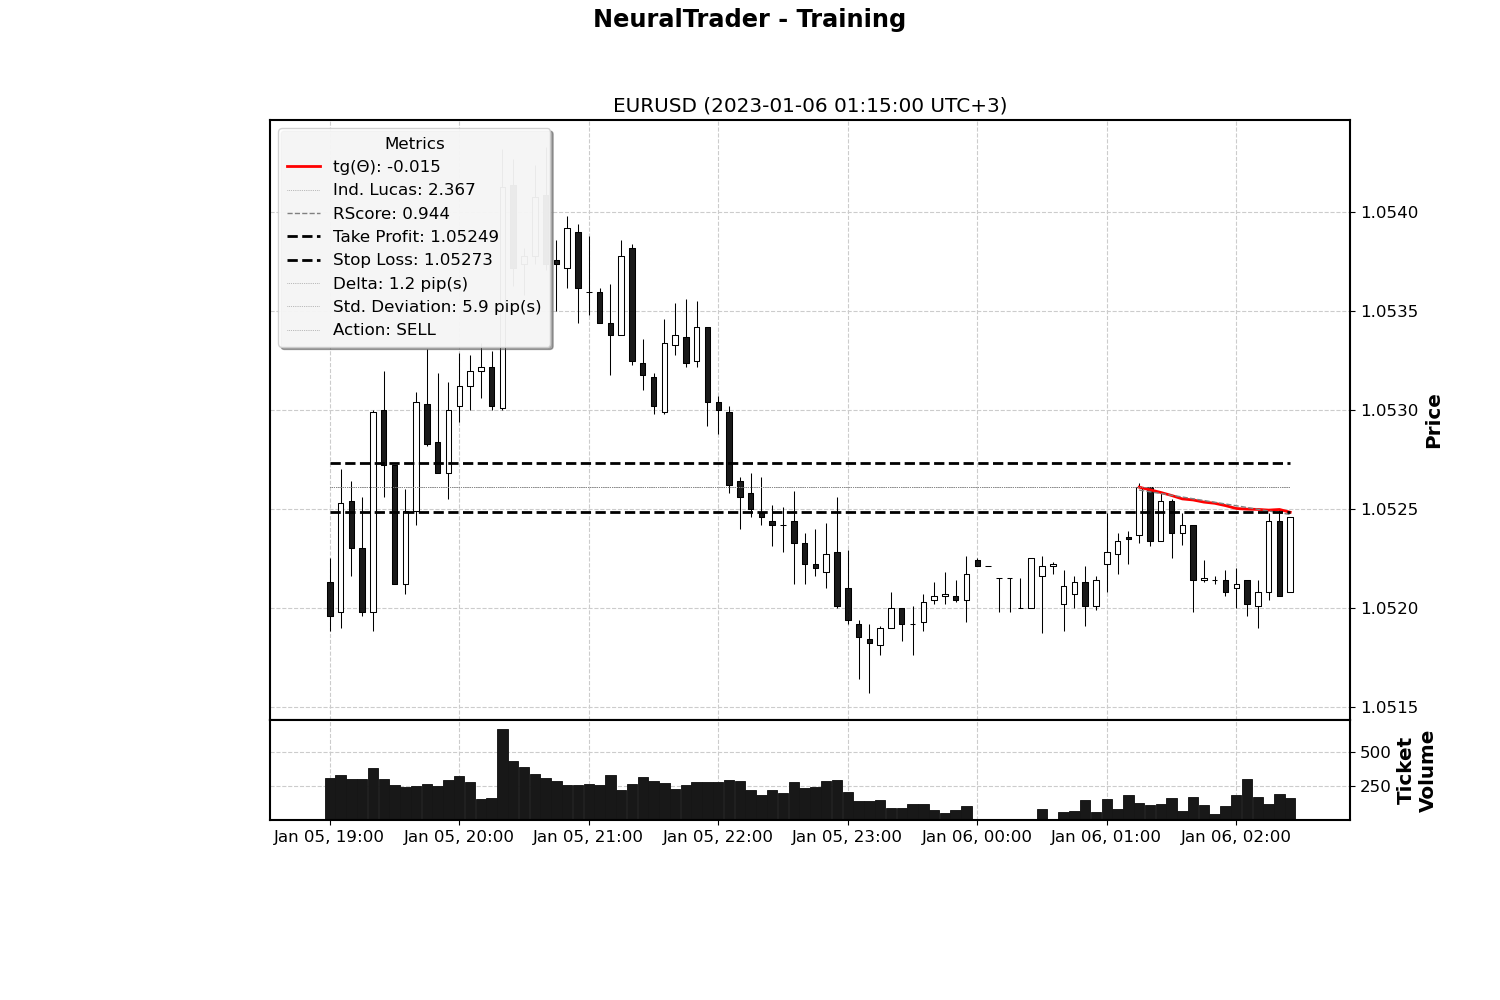 NeuralTrader - Training
EURUSD (2023-01-06 01:15:00 UTC+3)
Metrics
tg(Θ): -0.015
Ind. Lucas: 2.367
RScore: 0.944
Take Profit: 1.05249
Stop Loss: 1.05273
Delta: 1.2 pip(s)
Std. Deviation: 5.9 pip(s)
Action: SELL
1.0540
1.0535
1.0530
1.0525
1.0520
1.0515
Price
500
250
Ticket
Volume
Jan 05, 19:00 Jan 05, 20:00 Jan 05, 21:00 Jan 05, 22:00 Jan 05, 23:00 Jan 06, 00:00 Jan 06, 01:00 Jan 06, 02:00